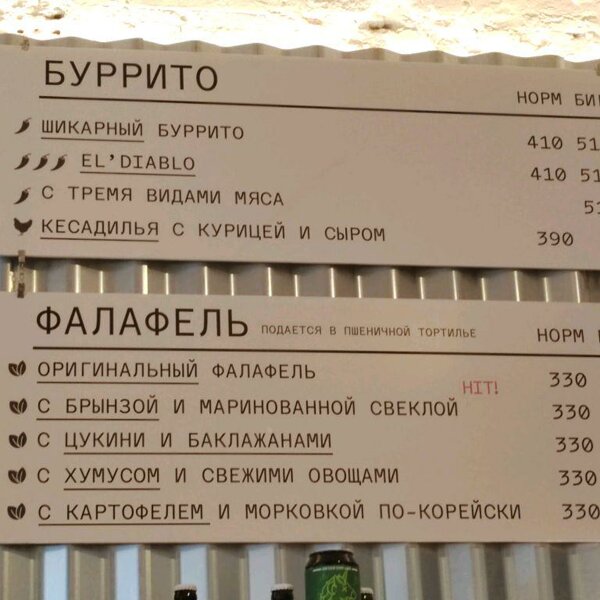 БУРРИТО
НОРМ
ШИКАРНЫЙ БУРРИТО 410
EL'DIABLO 410
С ТРЕМЯ ВИДАМИ МЯСА
КЕСАДИЛЬЯ С КУРИЦЕЙ И СЫРОМ 390
ФАЛАФЕЛЬ ПОДАЕТСЯ В ПШЕНИЧНОЙ ТОРТИЛЬЕ НОРМ
ОРИГИНАЛЬНЫЙ ФАЛАФЕЛЬ 330
HIT!
С БРЫНЗОЙ И МАРИНОВАННОЙ СВЕКЛОЙ 330
С ЦУКИНИ И БАКЛАЖАНАМИ 330
С ХУМУСОМ И СВЕЖИМИ ОВОЩАМИ 330
С КАРТОФЕЛЕМ И МОРКОВКОЙ ПО-КОРЕЙСКИ 330